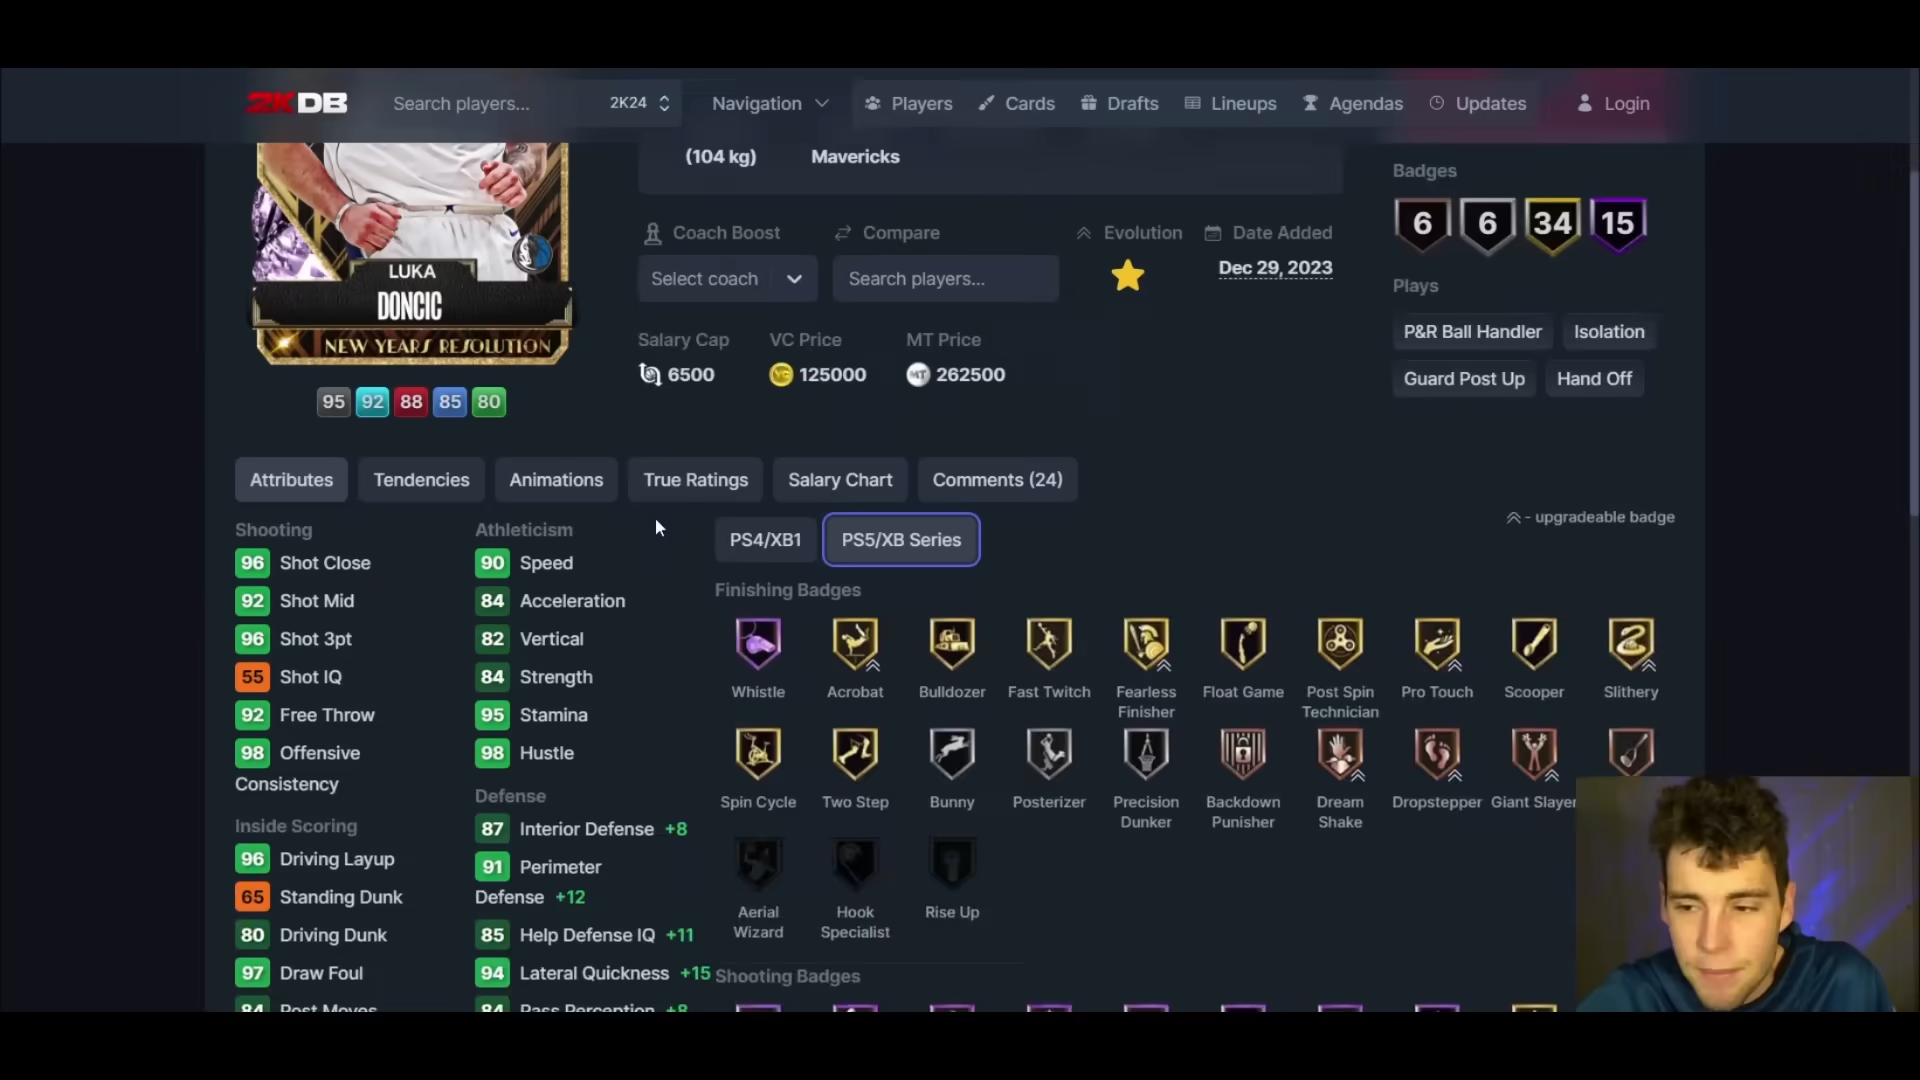 2KDB
Search players...
2K24
Navigation
Players
Cards
Drafts
Lineups
Agendas
Updates
Login
(104 kg)
Mavericks
LUKA
DONCIC
NEW YEARS RESOLUTION
95 92 88 85 80
Coach Boost
Select coach
Compare
Search players...
Evolution
Date Added
Dec 29, 2023
Salary Cap
6500
VC Price
VC 125000
MT Price
MT 262500
Badges
6 6 34 15
Plays
P&R Ball Handler
Isolation
Guard Post Up
Hand Off
Attributes
Tendencies
Animations
True Ratings
Salary Chart
Comments (24)
Shooting
96 Shot Close
92 Shot Mid
96 Shot 3pt
55 Shot IQ
92 Free Throw
98 Offensive
Consistency
Inside Scoring
96 Driving Layup
65 Standing Dunk
80 Driving Dunk
97 Draw Foul
84 Post Moves
Athleticism
90 Speed
84 Acceleration
82 Vertical
84 Strength
95 Stamina
98 Hustle
Defense
87 Interior Defense +8
91 Perimeter
Defense +12
85 Help Defense IQ +11
94 Lateral Quickness +15
84 Pass Perception +8
PS4/XB1
PS5/XB Series
- upgradeable badge
Finishing Badges
Whistle
Acrobat
Bulldozer
Fast Twitch
Fearless
Finisher
Float Game
Post Spin
Technician
Pro Touch
Scooper
Slithery
Spin Cycle
Two Step
Bunny
Posterizer
Precision
Dunker
Backdown
Punisher
Dream
Shake
Dropstepper
Giant Slayer
Aerial
Wizard
Hook
Specialist
Rise Up
Shooting Badges